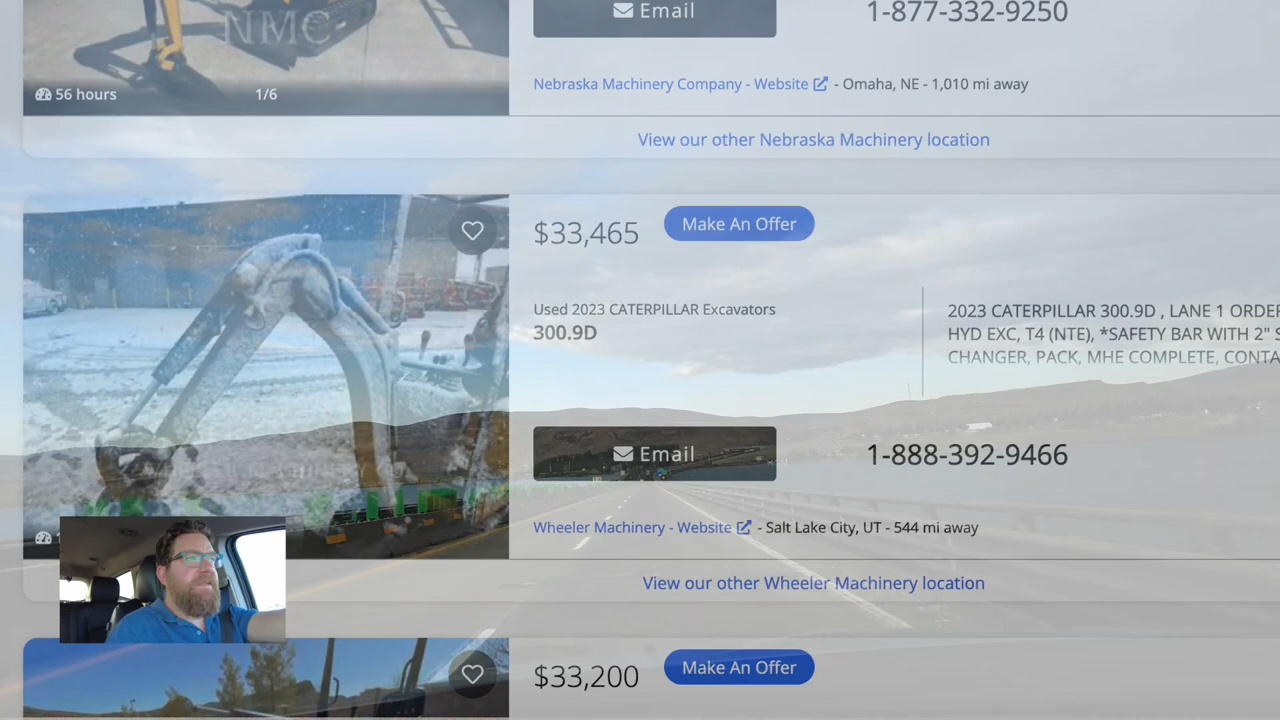 NMC
Email
1-877-332-9250
56 hours
1/6
Nebraska Machinery Company - Website - Omaha, NE - 1,010 mi away
View our other Nebraska Machinery location
$33,465
Make An Offer
Used 2023 CATERPILLAR Excavators
300.9D
2023 CATERPILLAR 300.9D , LANE 1 ORDE
HYD EXC, T4 (NTE), *SAFETY BAR WITH 2" S
CHANGER, PACK, MHE COMPLETE, CONTA
Email
1-888-392-9466
Wheeler Machinery - Website - Salt Lake City, UT - 544 mi away
View our other Wheeler Machinery location
$33,200
Make An Offer